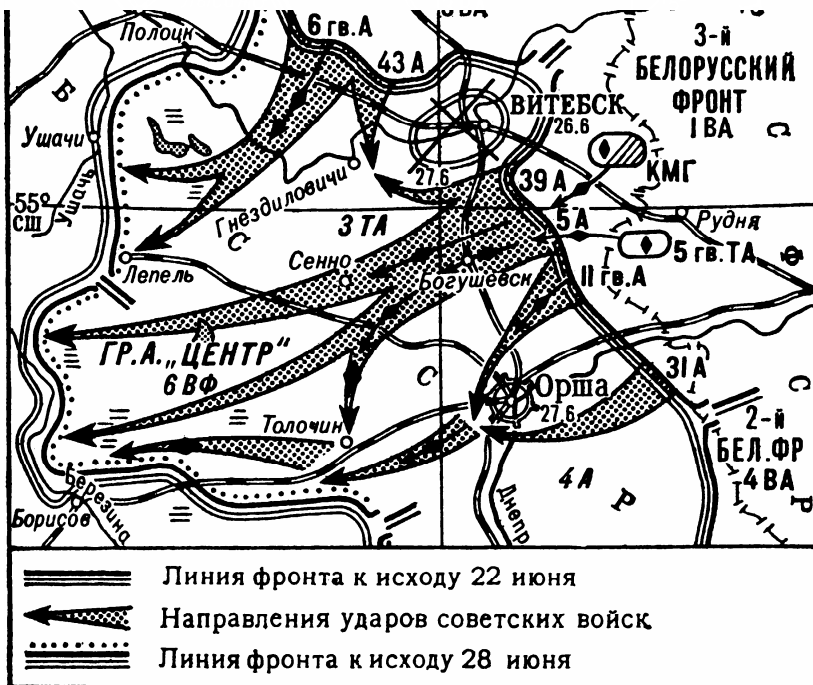 Полоцк
6 гв.А
43 А
3-й
БЕЛОРУССКИЙ
ФРОНТ
I ВА
Б
ВИТЕБСК
26.6
С
Ушачи
Ушачь
55°
СШ
Гнездиловичи
27.6
39 А
КМГ
Рудня
3 ТА
С
5 А
5 гв.ТА
Ф
Лепель
Сенно
Богушевск
II гв.А
ГР.А. „ЦЕНТР"
6 ВФ
С
Орша
27.6
31 А
С
Толочин
2-й
БЕЛ.ФР
4 ВА
4 А
Р
Р
Днепр
Березина
Борисов
Линия фронта к исходу 22 июня
Направления ударов советских войск
Линия фронта к исходу 28 июня